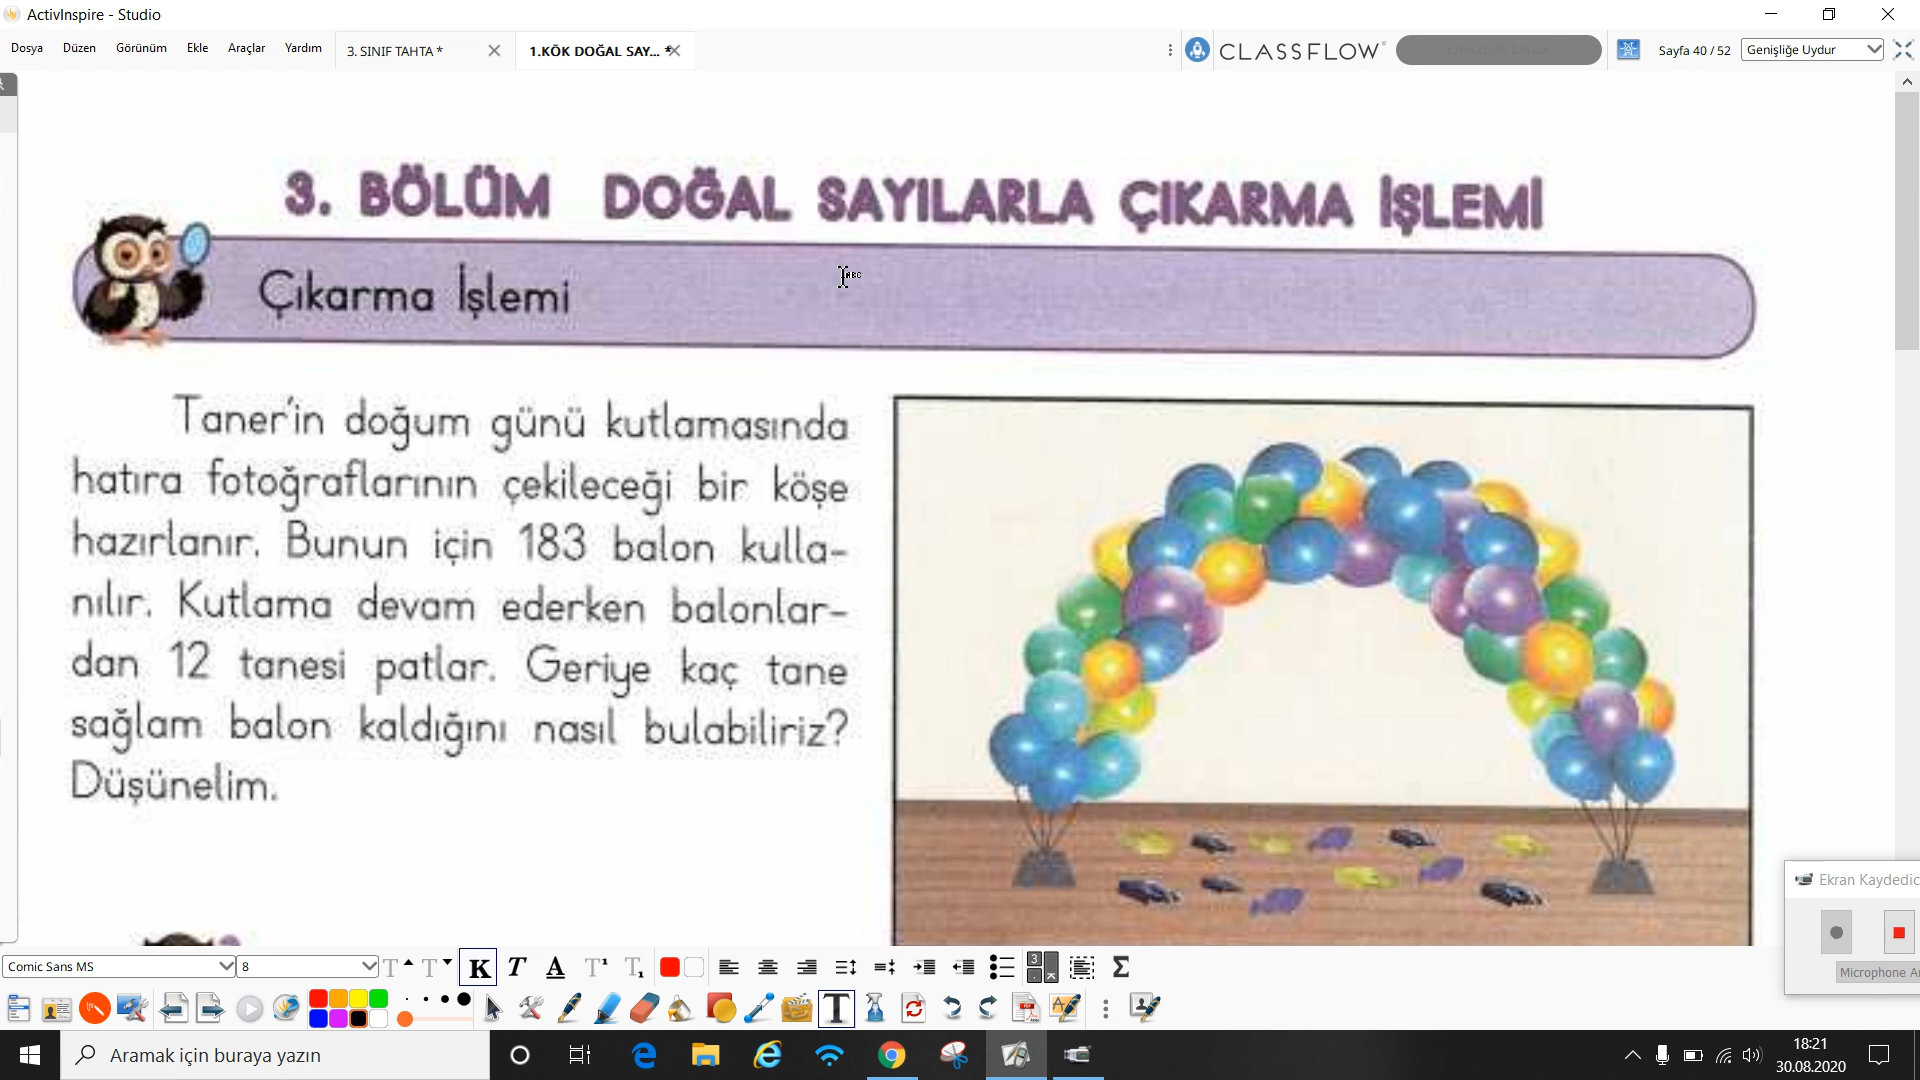 ActivInspire - Studio
Dosya Düzen Görünüm Ekle Araçlar Yardım 3. SINIF TAHTA * 1.KÖK DOĞAL SAY... * CLASSFLOW Sayfa 40 / 52 Genişliğe Uydur
3. BÖLÜM DOĞAL SAYILARLA ÇIKARMA İŞLEMİ
Çıkarma İşlemi
ABC
Taner'in doğum günü kutlamasında
hatıra fotoğraflarının çekileceği bir köşe
hazırlanır. Bunun için 183 balon kulla-
nılır. Kutlama devam ederken balonlar-
dan 12 tanesi patlar. Geriye kaç tane
sağlam balon kaldığını nasıl bulabiliriz?
Düşünelim.
Ekran Kaydedic
Microphone Ar
Comic Sans MS 8
Aramak için buraya yazın
18:21
30.08.2020